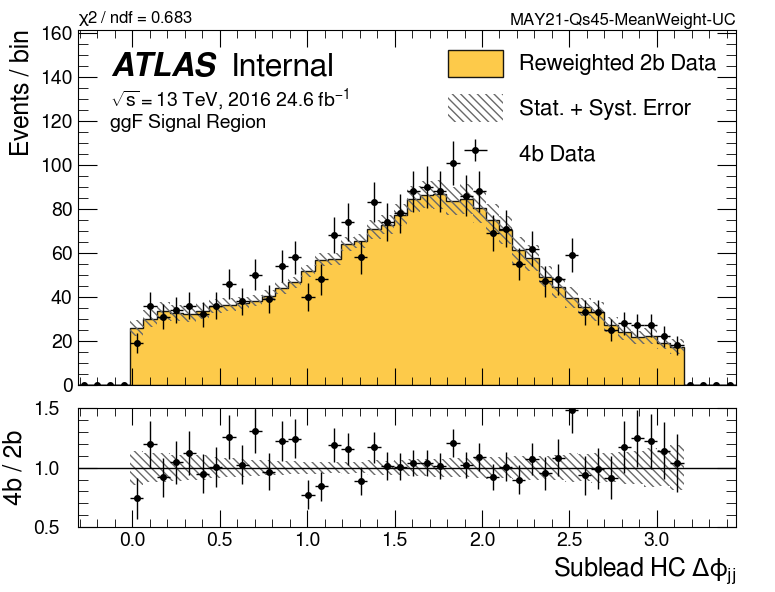 χ2 / ndf = 0.683
MAY21-Qs45-MeanWeight-UC
Events / bin
160
140
120
100
80
60
40
20
0
ATLAS Internal
√s = 13 TeV, 2016 24.6 fb−1
ggF Signal Region
Reweighted 2b Data
Stat. + Syst. Error
4b Data
4b / 2b
1.5
1.0
0.5
0.0 0.5 1.0 1.5 2.0 2.5 3.0
Sublead HC Δϕjj